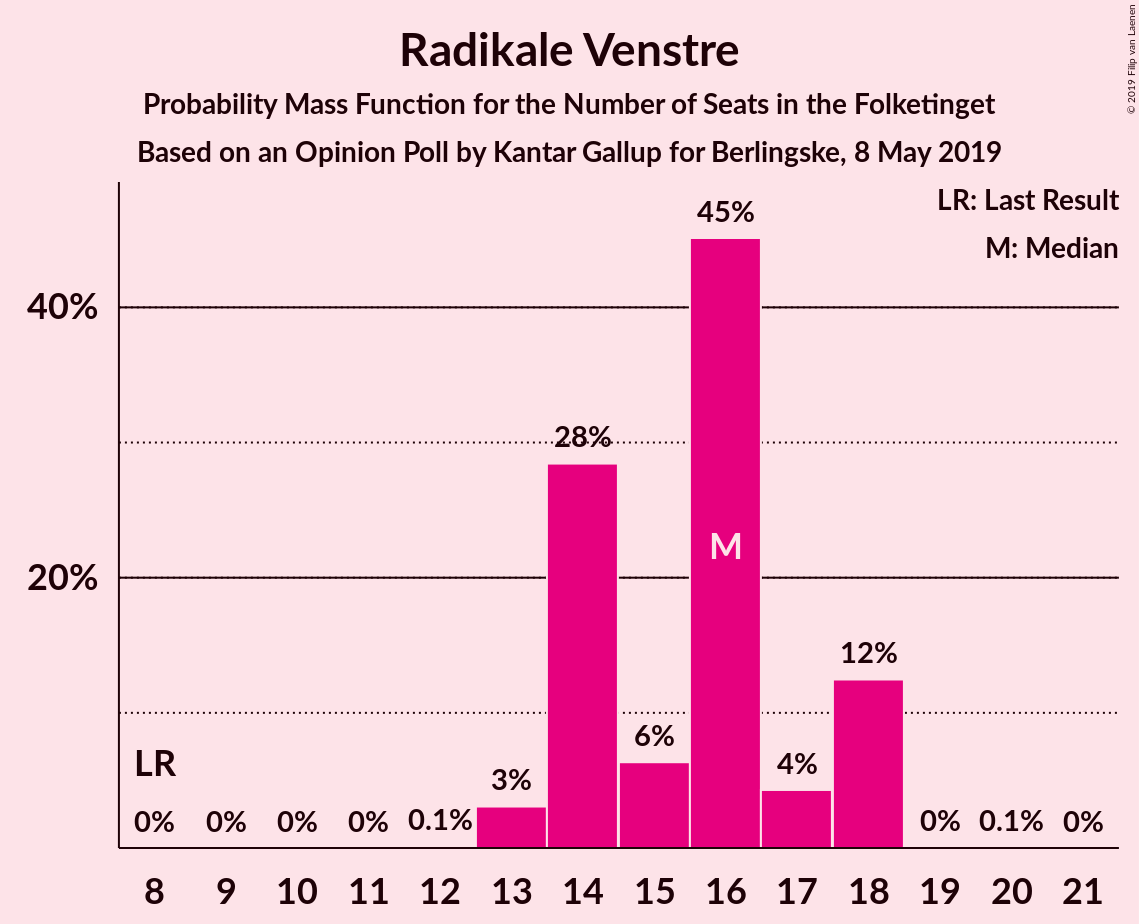 Radikale Venstre
Probability Mass Function for the Number of Seats in the Folketinget
Based on an Opinion Poll by Kantar Gallup for Berlingske, 8 May 2019
© 2019 Filip van Laenen
LR: Last Result
M: Median
45%
40%
28%
M
20%
12%
6%
4%
LR
3%
0% 0% 0% 0% 0.1% 0% 0.1% 0%
8 9 10 11 12 13 14 15 16 17 18 19 20 21